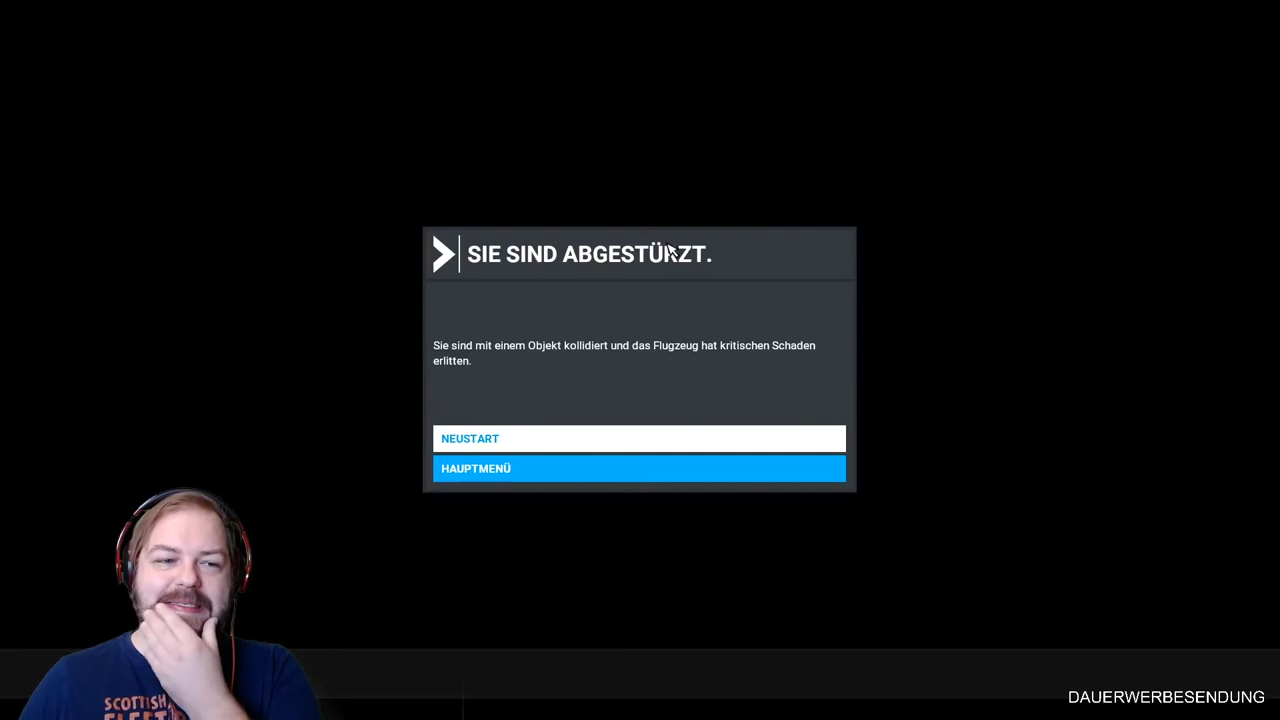 SIE SIND ABGESTÜRZT.
Sie sind mit einem Objekt kollidiert und das Flugzeug hat kritischen Schaden
erlitten.
NEUSTART
HAUPTMENÜ
SCOTTISH
DAUERWERBESENDUNG